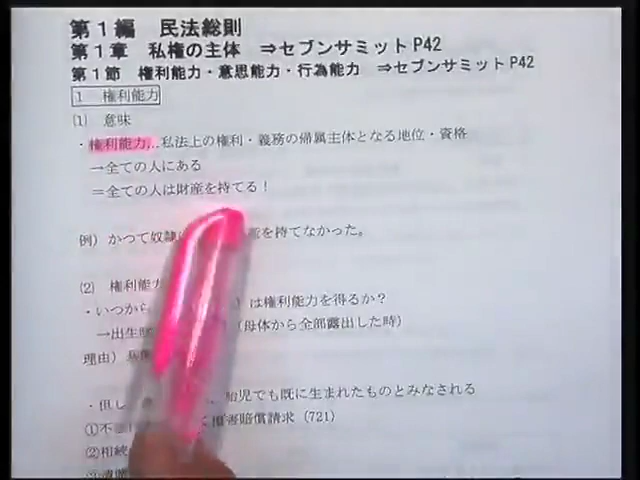 第１編　民法総則
第１章　私権の主体　⇒セブンサミットP42
第１節　権利能力・意思能力・行為能力　⇒セブンサミットP42
１　権利能力
(1)　意味
・権利能力…私法上の権利・義務の帰属主体となる地位・資格
→全ての人にある
＝全ての人は財産を持てる！
例）かつて奴隷 を持てなかった。
(2)　権利能
・いつから は権利能力を得るか？
→出生 （母体から全部露出した時）
理由）
・但し 胎児でも既に生まれたものとみなされる
①不 損害賠償請求（721）
②相続